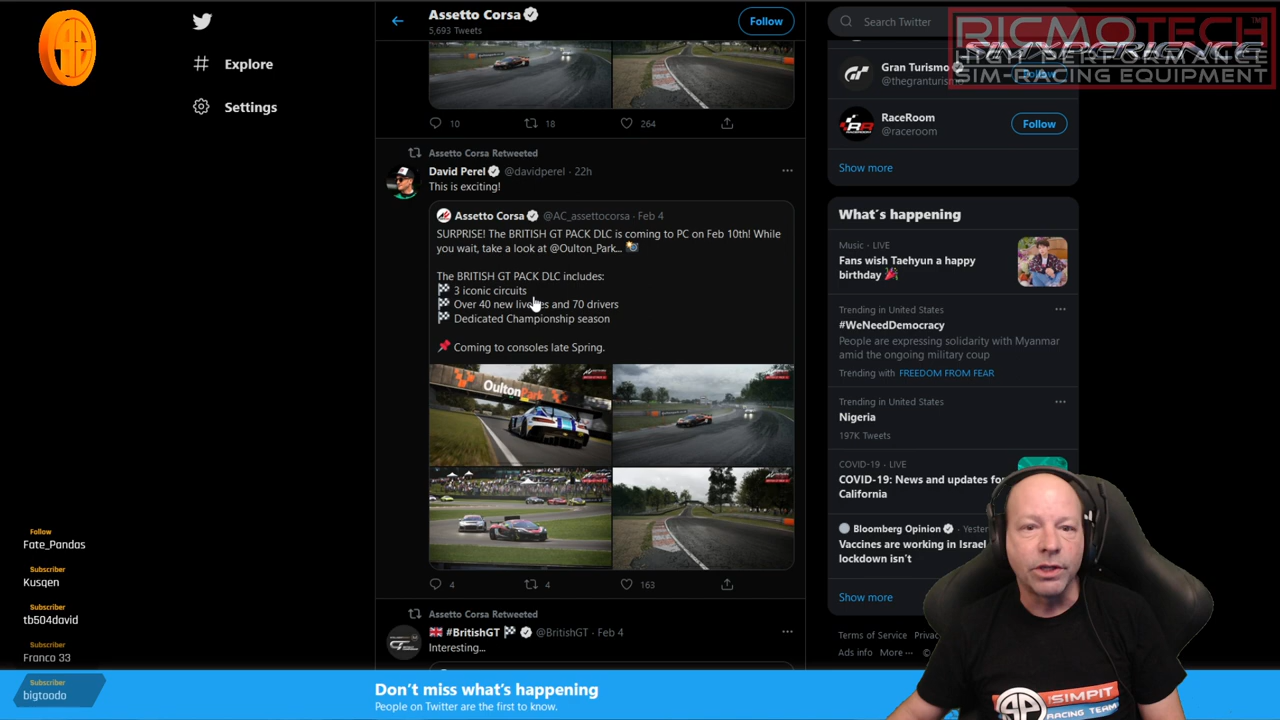 Explore
Settings
Follow
Fate_Pandas
Subscriber
Kusqen
Subscriber
tb504david
Subscriber
Franco 33
Subscriber
bigtoodo
Assetto Corsa
5,693 Tweets
Follow
10
18
264
Assetto Corsa Retweeted
David Perel @davidperel · 22h
This is exciting!
Assetto Corsa @AC_assettocorsa · Feb 4
SURPRISE! The BRITISH GT PACK DLC is coming to PC on Feb 10th! While
you wait, take a look at @Oulton_Park... 📸
The BRITISH GT PACK DLC includes:
🏁 3 iconic circuits
🏁 Over 40 new liveries and 70 drivers
🏁 Dedicated Championship season
📌 Coming to consoles late Spring.
OultonPark
4
4
163
Assetto Corsa Retweeted
🇬🇧 #BritishGT 🏁 @BritishGT · Feb 4
Interesting...
Search Twitter
RICMOTECH
SIMXPERIENCE
HIGH PERFORMANCE
SIM-RACING EQUIPMENT
Gran Turismo
@thegranturismo
Follow
RaceRoom
@raceroom
Follow
Show more
What's happening
Music · LIVE
Fans wish Taehyun a happy
birthday 🎉
Trending in United States
#WeNeedDemocracy
People are expressing solidarity with Myanmar
amid the ongoing military coup
Trending with FREEDOM FROM FEAR
Trending in United States
Nigeria
197K Tweets
COVID-19 · LIVE
COVID-19: News and updates for
California
Bloomberg Opinion
Vaccines are working in Israel
lockdown isn't
Show more
Terms of Service
Ads info More ···
SIMPIT
RACING TEAM
Don't miss what's happening
People on Twitter are the first to know.